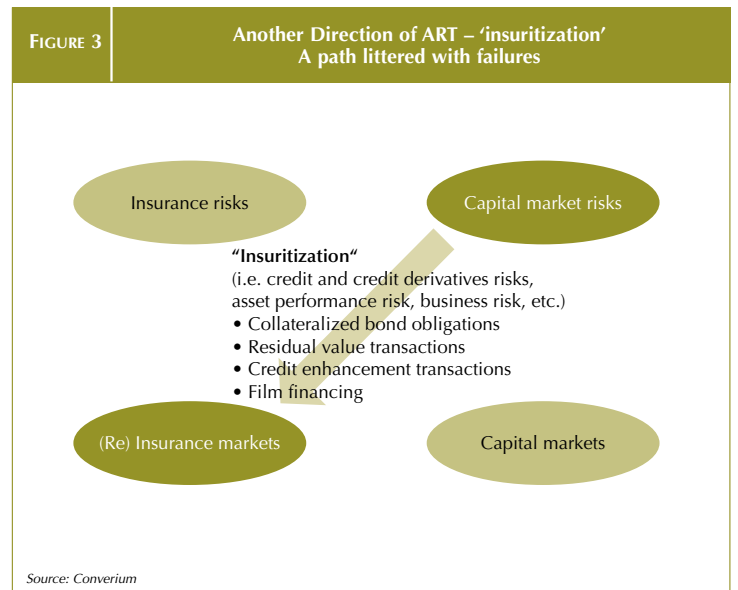 FIGURE 3
Another Direction of ART – ‘insuritization’
A path littered with failures
Insurance risks
Capital market risks
“Insuritization“
(i.e. credit and credit derivatives risks,
asset performance risk, business risk, etc.)
• Collateralized bond obligations
• Residual value transactions
• Credit enhancement transactions
• Film financing
(Re) Insurance markets
Capital markets
Source: Converium